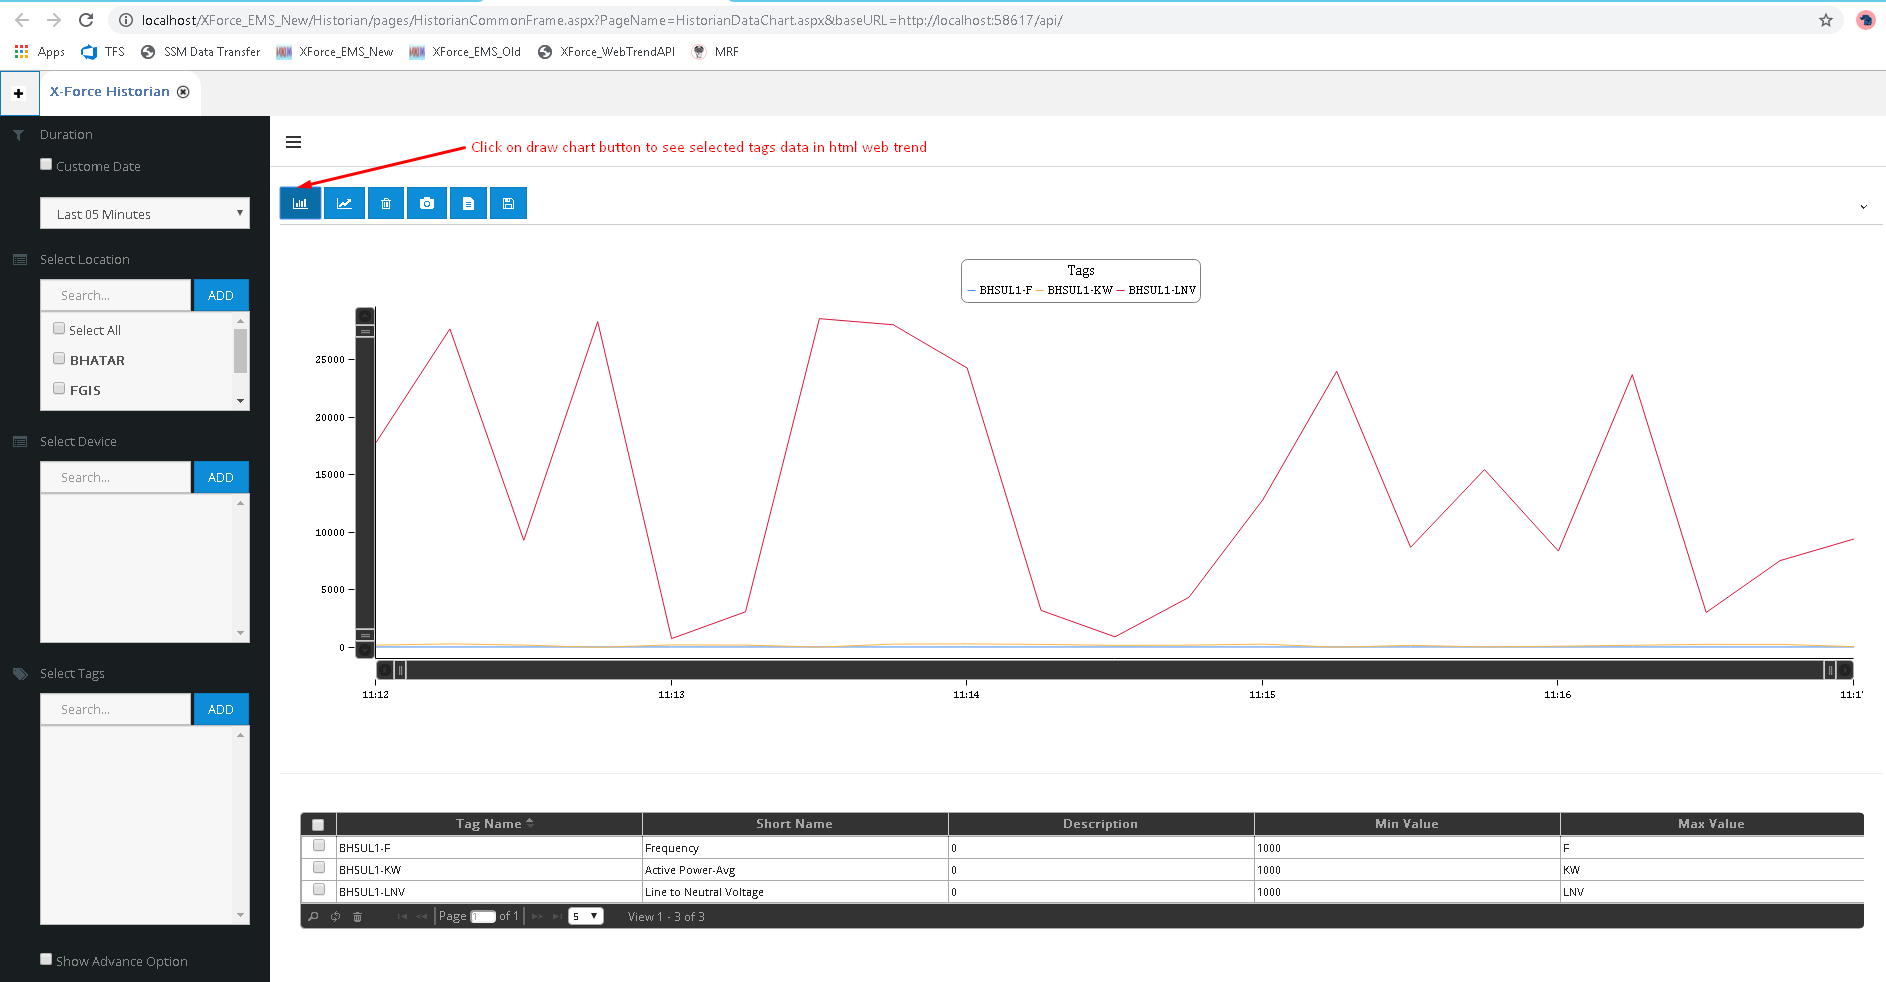 localhost/XForce_EMS_New/Historian/pages/HistorianCommonFrame.aspx?PageName=HistorianDataChart.aspx&baseURL=http://localhost:58617/api/
Apps TFS SSM Data Transfer XForce_EMS_New XForce_EMS_Old XForce_WebTrendAPI MRF
+ X-Force Historian
Duration
Custome Date
Last 05 Minutes
Select Location
Search... ADD
Select All
BHATAR
FGIS
Select Device
Search... ADD
Select Tags
Search... ADD
Show Advance Option
Click on draw chart button to see selected tags data in html web trend
Tags
BHSUL1-F BHSUL1-KW BHSUL1-LNV
25000
20000
15000
10000
5000
0
11:12 11:13 11:14 11:15 11:16 11:1
Tag Name Short Name Description Min Value Max Value
BHSUL1-F Frequency 0 1000 F
BHSUL1-KW Active Power-Avg 0 1000 KW
BHSUL1-LNV Line to Neutral Voltage 0 1000 LNV
Page 1 of 1 5 View 1 - 3 of 3